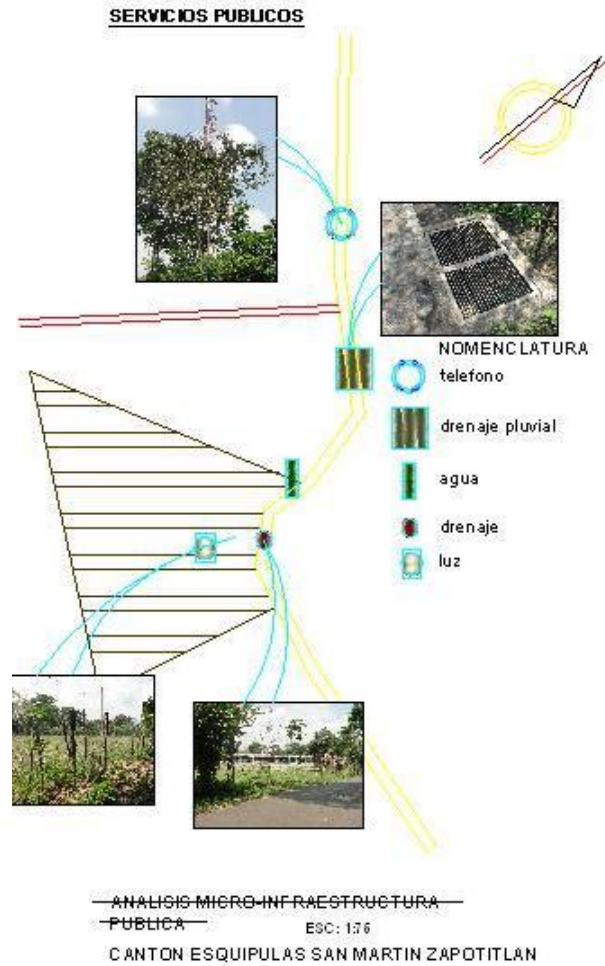 SERVICIOS PUBLICOS
NOMENCLATURA
telefono
drenaje pluvial
agua
drenaje
luz
ANALISIS MICRO-INFRAESTRUCTURA
PUBLICA
ESC: 1:75
CANTON ESQUIPULAS SAN MARTIN ZAPOTITLAN